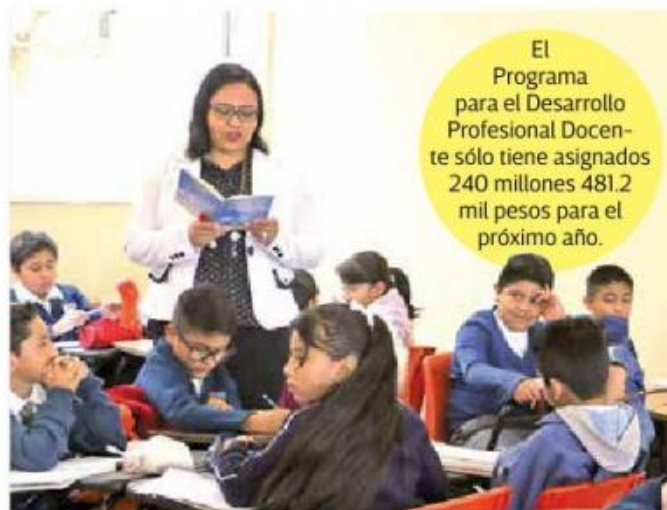 El
Programa
para el Desarrollo
Profesional Docen-
te sólo tiene asignados
240 millones 481.2
mil pesos para el
próximo año.